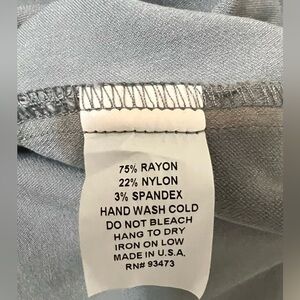 75% RAYON
22% NYLON
3% SPANDEX
HAND WASH COLD
DO NOT BLEACH
HANG TO DRY
IRON ON LOW
MADE IN U.S.A.
RN# 93473